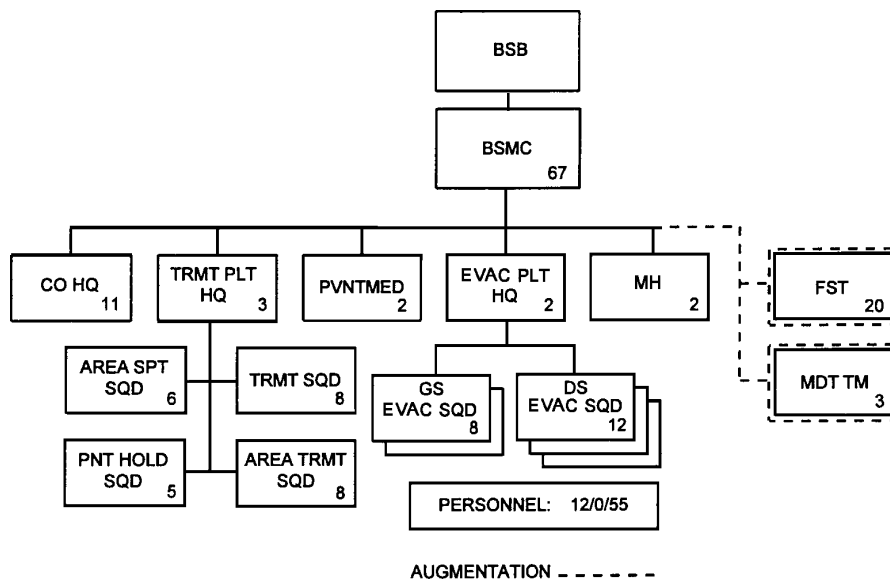 BSB
BSMC
67
CO HQ
11
TRMT PLT
HQ
3
PVNTMED
2
EVAC PLT
HQ
2
MH
2
FST
20
MDT TM
3
AREA SPT
SQD
6
TRMT SQD
8
PNT HOLD
SQD
5
AREA TRMT
SQD
8
GS
EVAC SQD
8
DS
EVAC SQD
12
PERSONNEL: 12/0/55
AUGMENTATION